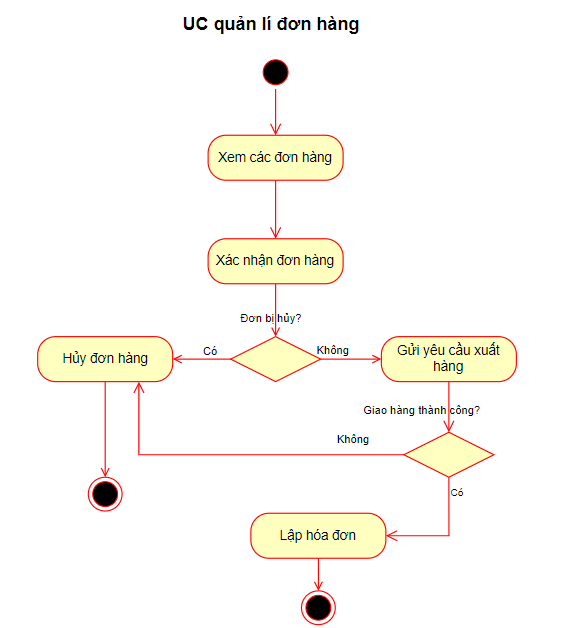 UC quản lí đơn hàng
Xem các đơn hàng
Xác nhận đơn hàng
Đơn bị hủy?
Có
Không
Hủy đơn hàng
Gửi yêu cầu xuất
hàng
Giao hàng thành công?
Không
Có
Lập hóa đơn